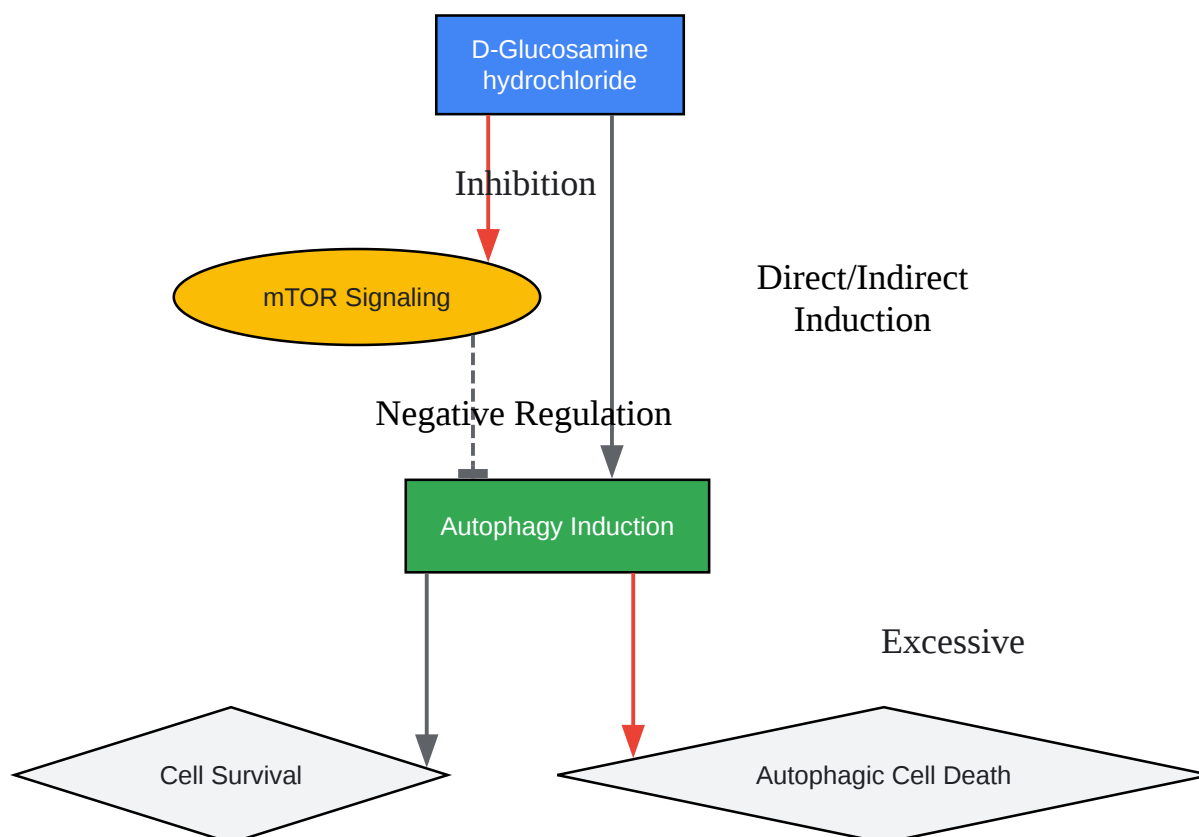 D-Glucosamine
hydrochloride
Inhibition
mTOR Signaling
Direct/Indirect
Induction
Negative Regulation
Autophagy Induction
Excessive
Cell Survival
Autophagic Cell Death